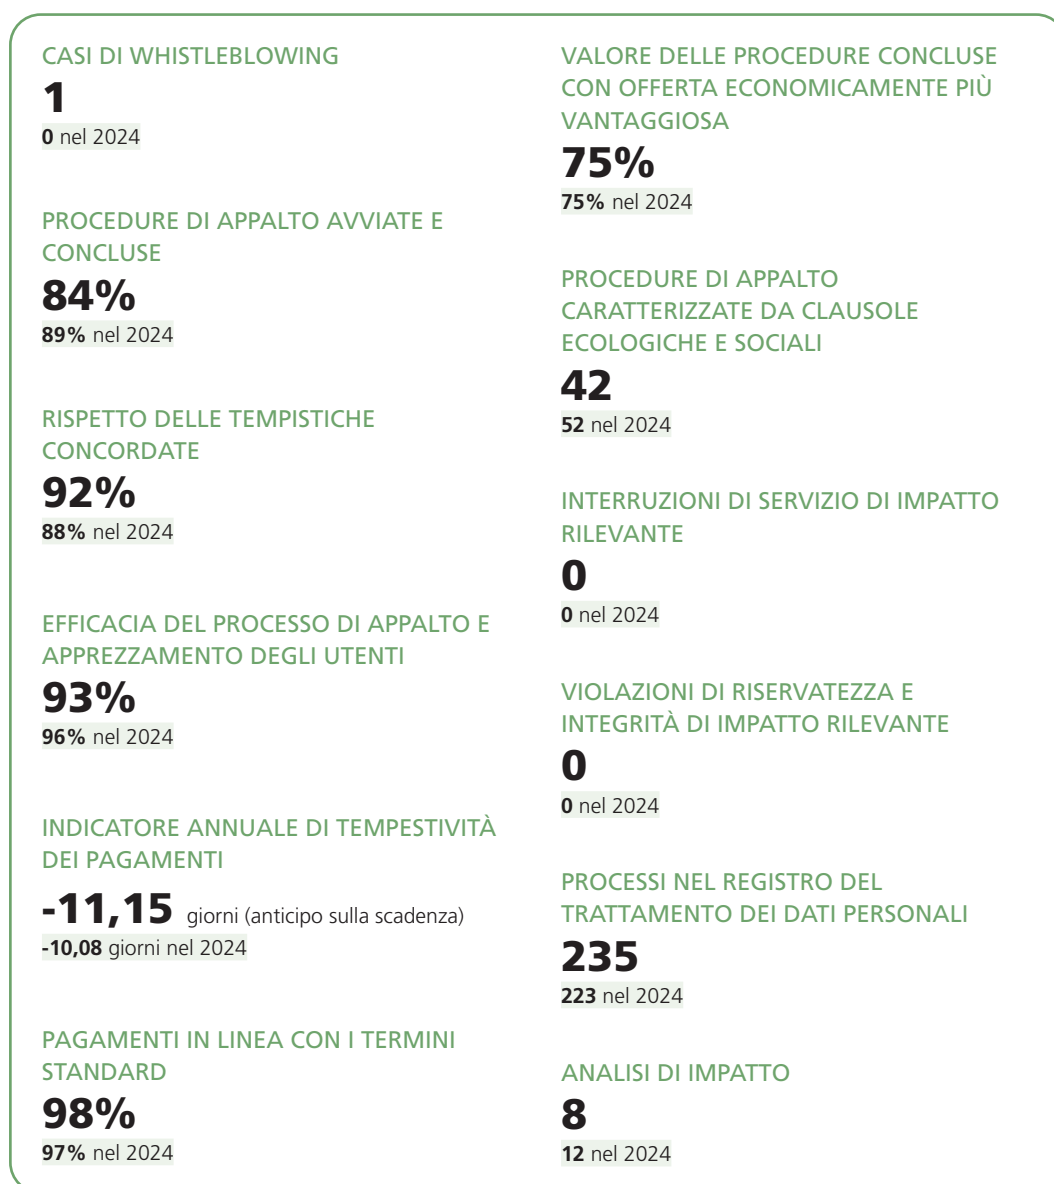 CASI DI WHISTLEBLOWING
1
0 nel 2024
PROCEDURE DI APPALTO AVVIATE E
CONCLUSE
84%
89% nel 2024
RISPETTO DELLE TEMPISTICHE
CONCORDATE
92%
88% nel 2024
EFFICACIA DEL PROCESSO DI APPALTO E
APPREZZAMENTO DEGLI UTENTI
93%
96% nel 2024
INDICATORE ANNUALE DI TEMPESTIVITÀ
DEI PAGAMENTI
-11,15 giorni (anticipo sulla scadenza)
-10,08 giorni nel 2024
PAGAMENTI IN LINEA CON I TERMINI
STANDARD
98%
97% nel 2024
VALORE DELLE PROCEDURE CONCLUSE
CON OFFERTA ECONOMICAMENTE PIÙ
VANTAGGIOSA
75%
75% nel 2024
PROCEDURE DI APPALTO
CARATTERIZZATE DA CLAUSOLE
ECOLOGICHE E SOCIALI
42
52 nel 2024
INTERRUZIONI DI SERVIZIO DI IMPATTO
RILEVANTE
0
0 nel 2024
VIOLAZIONI DI RISERVATEZZA E
INTEGRITÀ DI IMPATTO RILEVANTE
0
0 nel 2024
PROCESSI NEL REGISTRO DEL
TRATTAMENTO DEI DATI PERSONALI
235
223 nel 2024
ANALISI DI IMPATTO
8
12 nel 2024